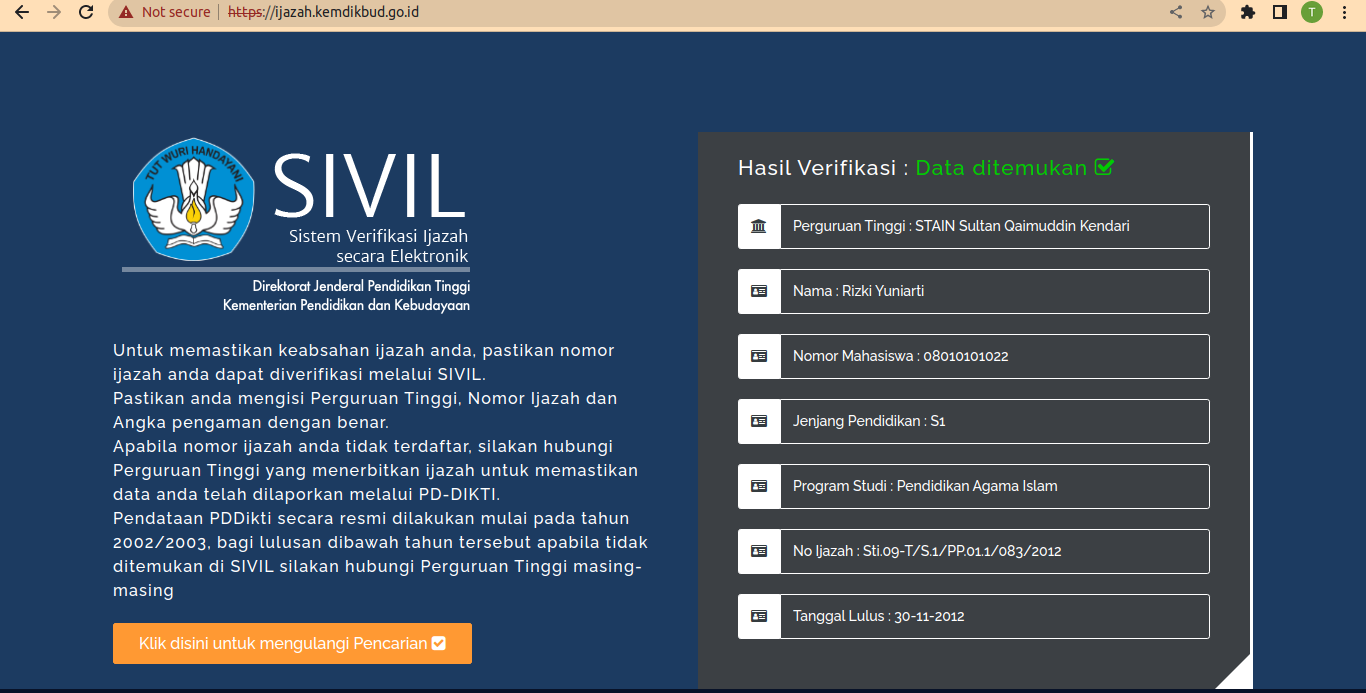 Not secure
https://ijazah.kemdikbud.go.id
T
TUT WURI HANDAYANI
SIVIL
Sistem Verifikasi Ijazah
secara Elektronik
Direktorat Jenderal Pendidikan Tinggi
Kementerian Pendidikan dan Kebudayaan
Untuk memastikan keabsahan ijazah anda, pastikan nomor
ijazah anda dapat diverifikasi melalui SIVIL.
Pastikan anda mengisi Perguruan Tinggi, Nomor Ijazah dan
Angka pengaman dengan benar.
Apabila nomor ijazah anda tidak terdaftar, silakan hubungi
Perguruan Tinggi yang menerbitkan ijazah untuk memastikan
data anda telah dilaporkan melalui PD-DIKTI.
Pendataan PDDikti secara resmi dilakukan mulai pada tahun
2002/2003, bagi lulusan dibawah tahun tersebut apabila tidak
ditemukan di SIVIL silakan hubungi Perguruan Tinggi masing-
masing
Klik disini untuk mengulangi Pencarian
Hasil Verifikasi : Data ditemukan
Perguruan Tinggi : STAIN Sultan Qaimuddin Kendari
Nama : Rizki Yuniarti
Nomor Mahasiswa : 08010101022
Jenjang Pendidikan : S1
Program Studi : Pendidikan Agama Islam
No Ijazah : Sti.09-T/S.1/PP.01.1/083/2012
Tanggal Lulus : 30-11-2012